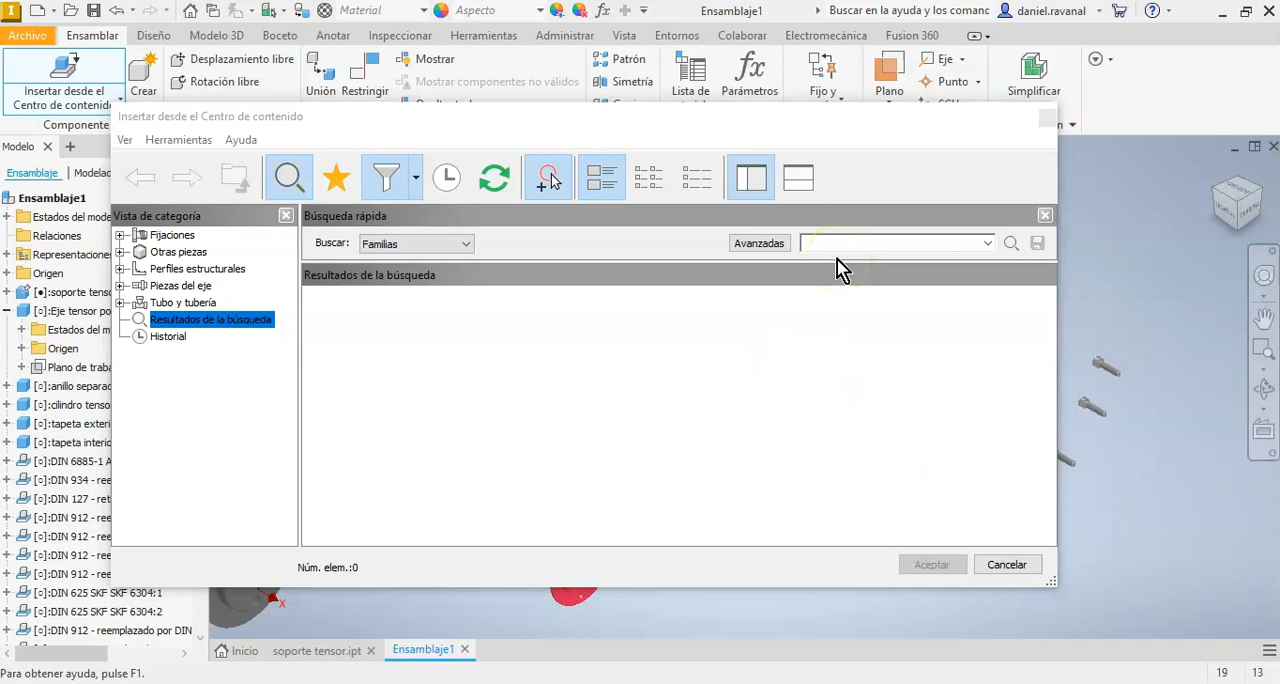 Material
Aspecto
Ensamblaje1
Buscar en la ayuda y los comanc
daniel.ravanal
Archivo
Ensamblar
Diseño
Modelo 3D
Boceto
Anotar
Inspeccionar
Herramientas
Administrar
Vista
Entornos
Colaborar
Electromecánica
Fusion 360
Insertar desde el
Centro de contenido
Crear
Desplazamiento libre
Rotación libre
Unión
Restringir
Mostrar
Mostrar componentes no válidos
Patrón
Simetría
Lista de
Parámetros
Fijo y
Plano
Eje
Punto
Simplificar
Componente
Insertar desde el Centro de contenido
Ver
Herramientas
Ayuda
Modelo
Ensamblaje
Modelad
Ensamblaje1
Estados del mode
Relaciones
Representacione
Origen
[●]:soporte tenso
[○]:Eje tensor po
Estados del m
Origen
Plano de traba
[○]:anillo separac
[○]:cilindro tenso
[○]:tapeta exteri
[○]:tapeta interio
[○]:DIN 6885-1 A
[○]:DIN 934 - ree
[○]:DIN 127 - ret
[○]:DIN 912 - ree
[○]:DIN 912 - ree
[○]:DIN 912 - ree
[○]:DIN 912 - ree
[○]:DIN 625 SKF SKF 6304:1
[○]:DIN 625 SKF SKF 6304:2
[○]:DIN 912 - reemplazado por DIN
Vista de categoría
Fijaciones
Otras piezas
Perfiles estructurales
Piezas del eje
Tubo y tubería
Resultados de la búsqueda
Historial
Búsqueda rápida
Buscar:
Familias
Avanzadas
Resultados de la búsqueda
Núm. elem.:0
Aceptar
Cancelar
X
Inicio
soporte tensor.ipt
Ensamblaje1
Para obtener ayuda, pulse F1.
19
13